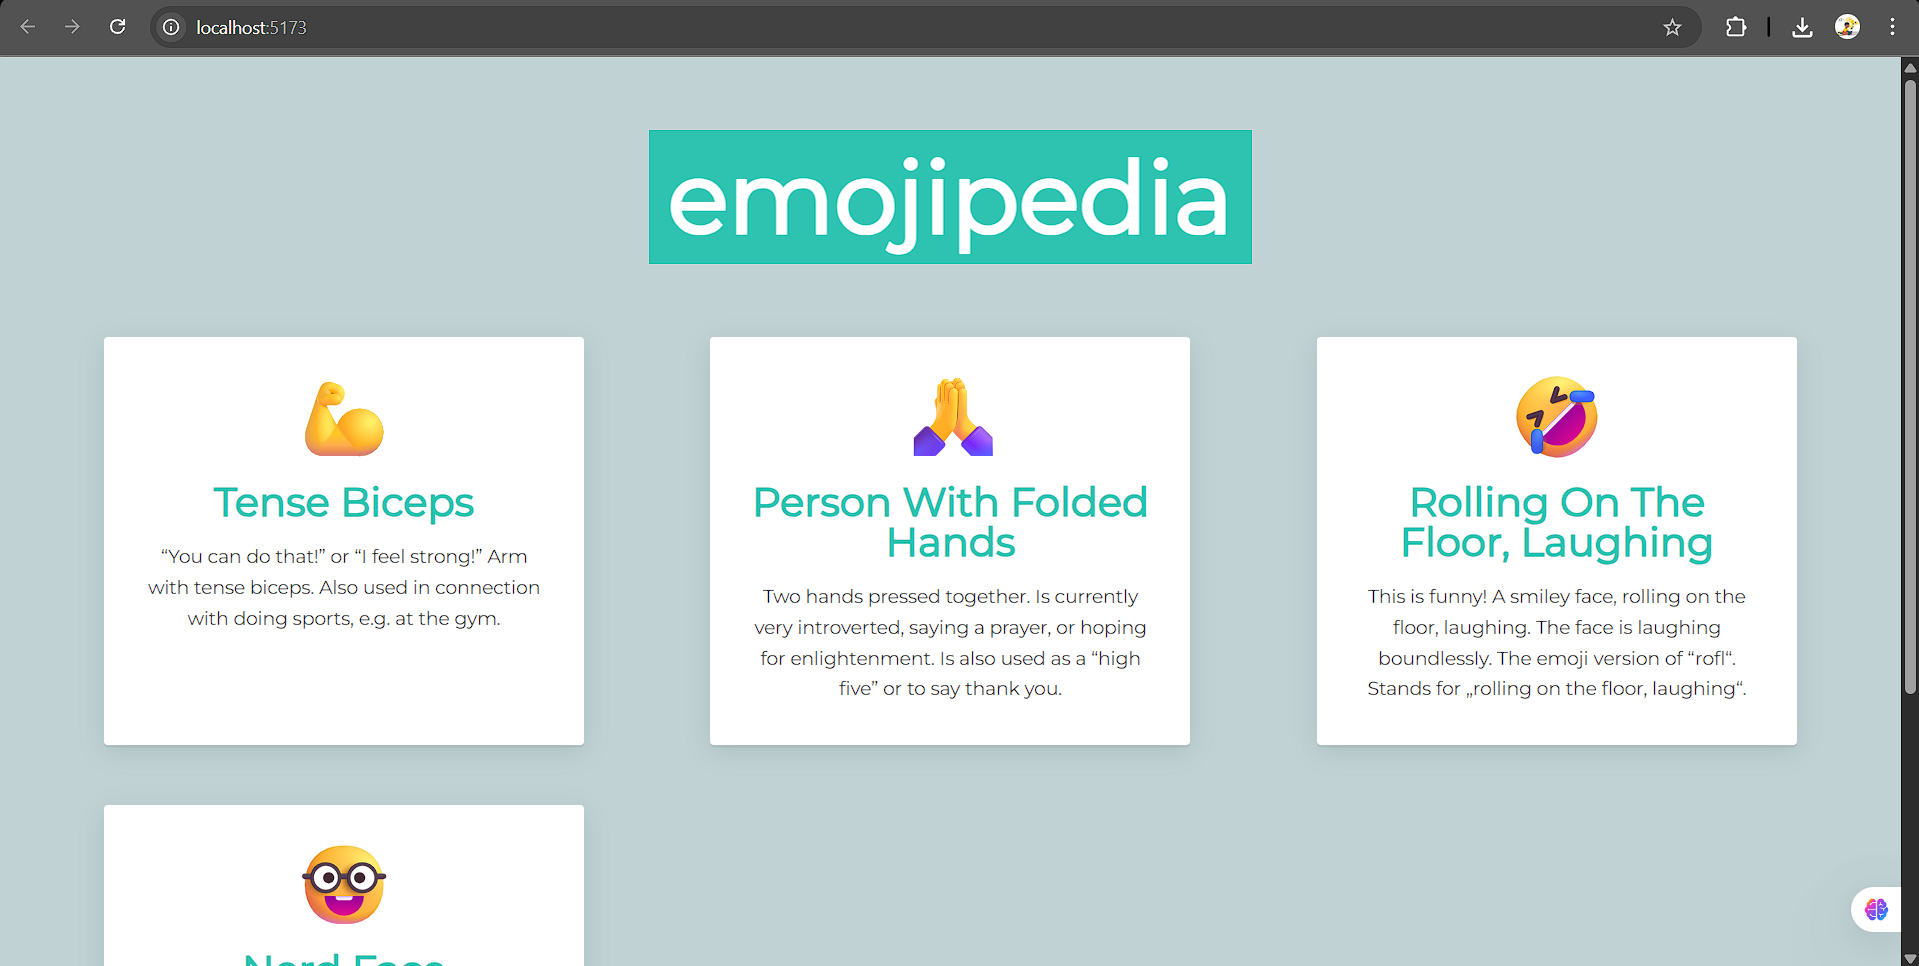 localhost:5173
emojipedia
Tense Biceps
“You can do that!” or “I feel strong!” Arm
with tense biceps. Also used in connection
with doing sports, e.g. at the gym.
Person With Folded
Hands
Two hands pressed together. Is currently
very introverted, saying a prayer, or hoping
for enlightenment. Is also used as a “high
five” or to say thank you.
Rolling On The
Floor, Laughing
This is funny! A smiley face, rolling on the
floor, laughing. The face is laughing
boundlessly. The emoji version of “rofl“.
Stands for „rolling on the floor, laughing“.
Nerd Face